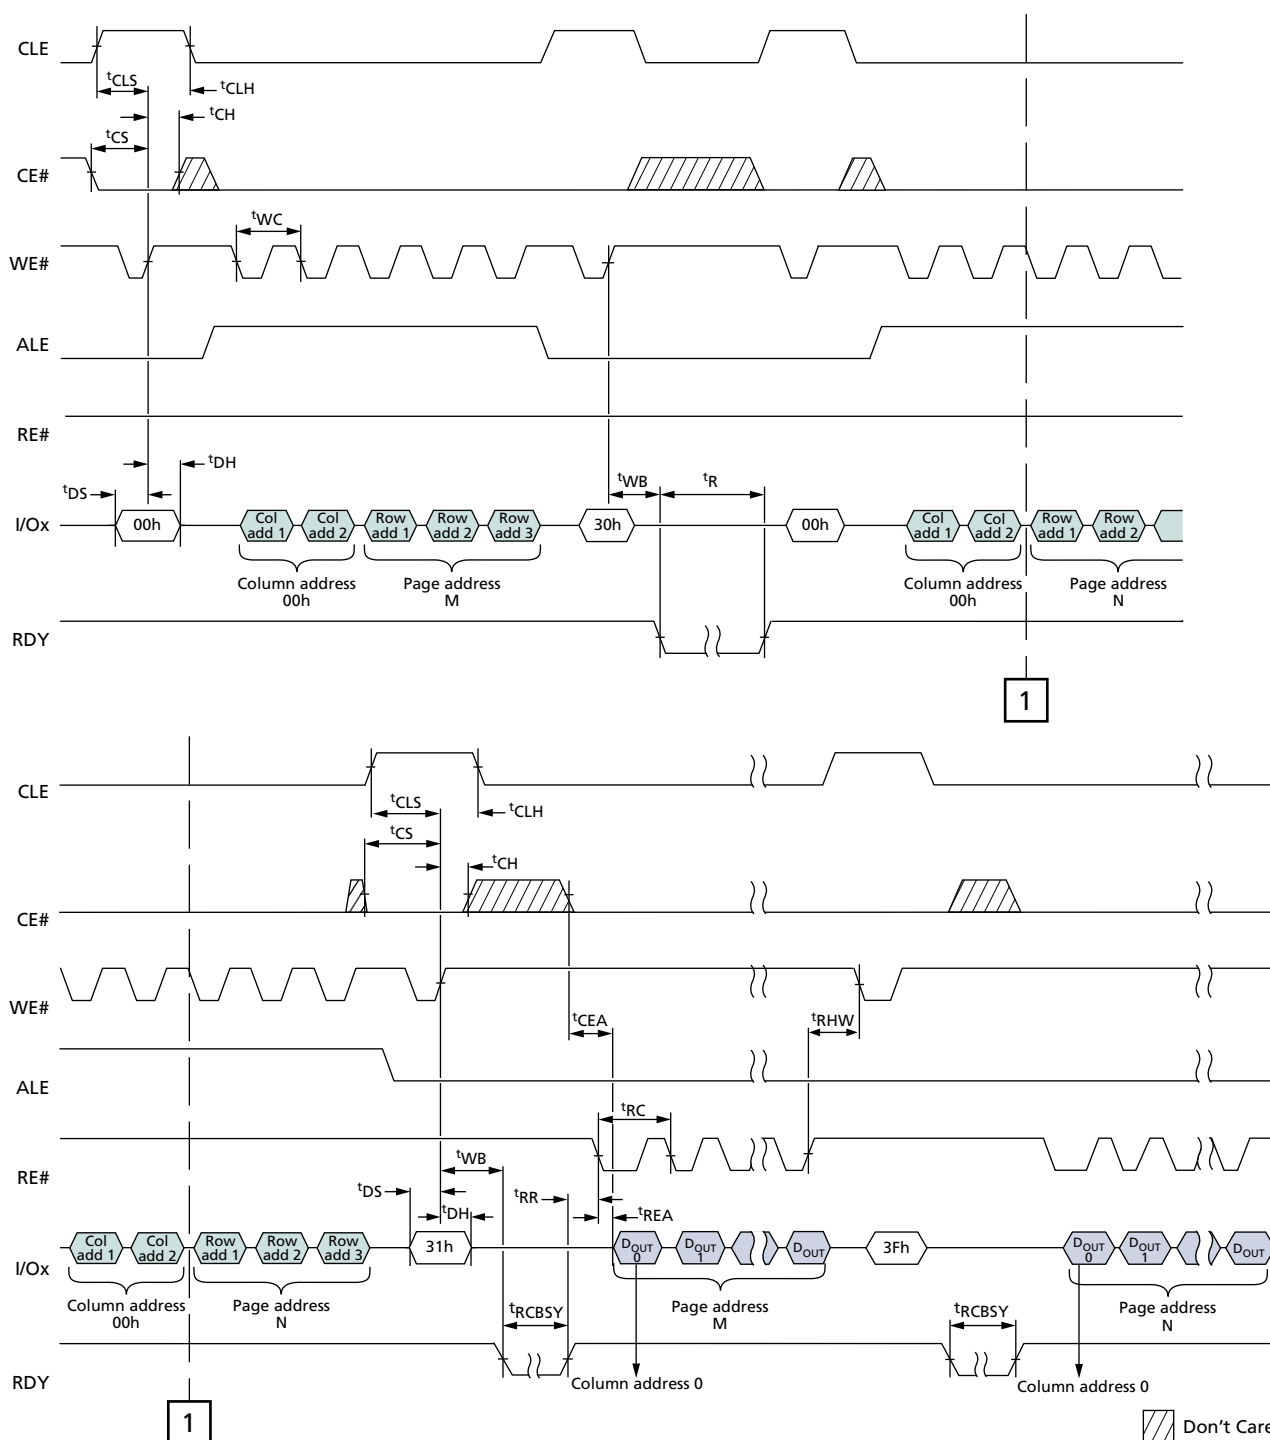 CLE
tCLS
tCLH
tCH
tCS
CE#
tWC
WE#
ALE
RE#
tDH
tDS
tWB
tR
I/Ox
00h
Col add 1
Col add 2
Row add 1
Row add 2
Row add 3
30h
00h
Col add 1
Col add 2
Row add 1
Row add 2
Column address
00h
Page address
M
Column address
00h
Page address
N
RDY
1
CLE
tCLS
tCLH
tCS
tCH
CE#
WE#
tCEA
tRHW
ALE
tRC
RE#
tWB
tDS
tRR
tDH
tREA
I/Ox
Col add 1
Col add 2
Row add 1
Row add 2
Row add 3
31h
DOUT 0
DOUT 1
DOUT
3Fh
DOUT 0
DOUT 1
DOUT
Column address
00h
Page address
N
tRCBSY
Page address
M
tRCBSY
Page address
N
RDY
Column address 0
Column address 0
1
Don't Care